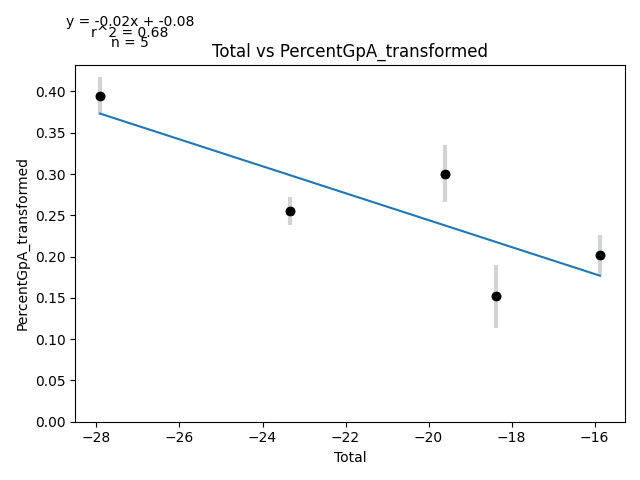 y = -0.02x + -0.08
r^2 = 0.68
n = 5
Total vs PercentGpA_transformed
0.40
0.35
0.30
0.25
0.20
0.15
0.10
0.05
0.00
PercentGpA_transformed
−28 −26 −24 −22 −20 −18 −16
Total